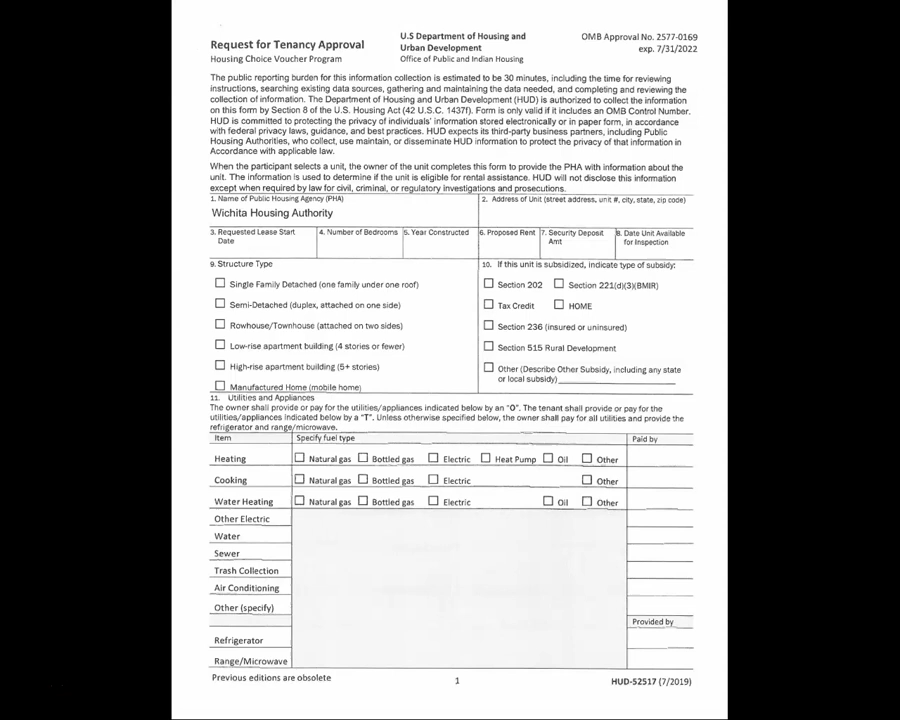 Request for Tenancy Approval
Housing Choice Voucher Program
U.S Department of Housing and
Urban Development
Office of Public and Indian Housing
OMB Approval No. 2577-0169
exp. 7/31/2022
The public reporting burden for this information collection is estimated to be 30 minutes, including the time for reviewing
instructions, searching existing data sources, gathering and maintaining the data needed, and completing and reviewing the
collection of information. The Department of Housing and Urban Development (HUD) is authorized to collect the information
on this form by Section 8 of the U.S. Housing Act (42 U.S.C. 1437f). Form is only valid if it includes an OMB Control Number.
HUD is committed to protecting the privacy of individuals' information stored electronically or in paper form, in accordance
with federal privacy laws, guidance, and best practices. HUD expects its third-party business partners, including Public
Housing Authorities, who collect, use maintain, or disseminate HUD information to protect the privacy of that information in
Accordance with applicable law.
When the participant selects a unit, the owner of the unit completes this form to provide the PHA with information about the
unit. The information is used to determine if the unit is eligible for rental assistance. HUD will not disclose this information
except when required by law for civil, criminal, or regulatory investigations and prosecutions.
1. Name of Public Housing Agency (PHA)
Wichita Housing Authority
2. Address of Unit (street address, unit #, city, state, zip code)
3. Requested Lease Start
Date
4. Number of Bedrooms
5. Year Constructed
6. Proposed Rent
7. Security Deposit
Amt
8. Date Unit Available
for Inspection
9. Structure Type
Single Family Detached (one family under one roof)
Semi-Detached (duplex, attached on one side)
Rowhouse/Townhouse (attached on two sides)
Low-rise apartment building (4 stories or fewer)
High-rise apartment building (5+ stories)
Manufactured Home (mobile home)
10. If this unit is subsidized, indicate type of subsidy:
Section 202 Section 221(d)(3)(BMIR)
Tax Credit HOME
Section 236 (insured or uninsured)
Section 515 Rural Development
Other (Describe Other Subsidy, including any state
or local subsidy)
11. Utilities and Appliances
The owner shall provide or pay for the utilities/appliances indicated below by an "O". The tenant shall provide or pay for the
utilities/appliances indicated below by a "T". Unless otherwise specified below, the owner shall pay for all utilities and provide the
refrigerator and range/microwave.
Item Specify fuel type Paid by
Heating Natural gas Bottled gas Electric Heat Pump Oil Other
Cooking Natural gas Bottled gas Electric Other
Water Heating Natural gas Bottled gas Electric Oil Other
Other Electric
Water
Sewer
Trash Collection
Air Conditioning
Other (specify)
Provided by
Refrigerator
Range/Microwave
Previous editions are obsolete
1
HUD-52517 (7/2019)